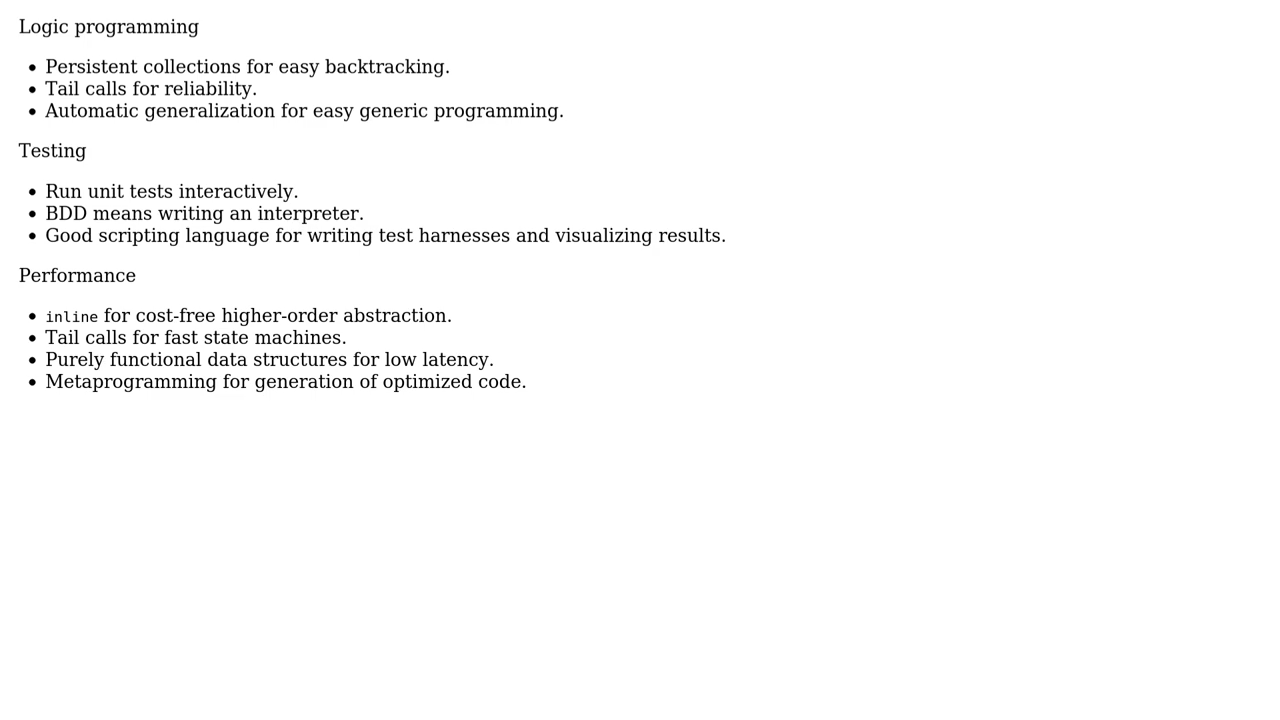 Logic programming
Persistent collections for easy backtracking.
Tail calls for reliability.
Automatic generalization for easy generic programming.
Testing
Run unit tests interactively.
BDD means writing an interpreter.
Good scripting language for writing test harnesses and visualizing results.
Performance
inline for cost-free higher-order abstraction.
Tail calls for fast state machines.
Purely functional data structures for low latency.
Metaprogramming for generation of optimized code.